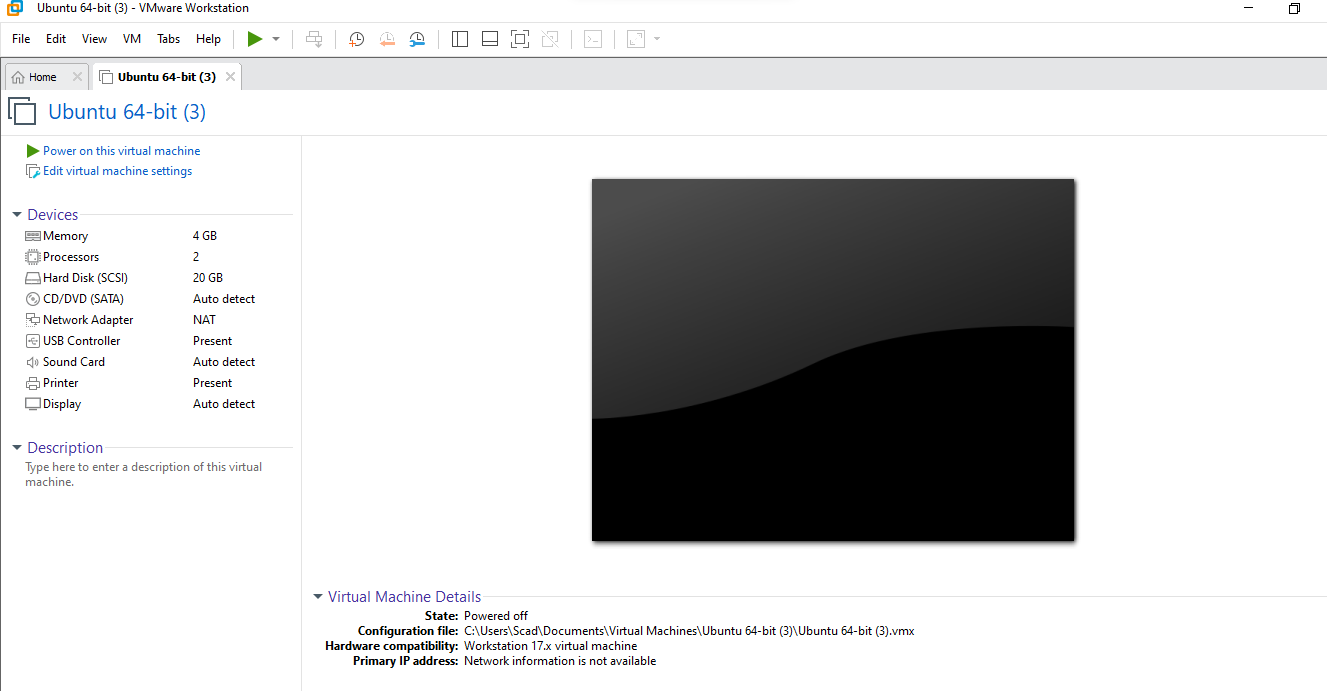 Ubuntu 64-bit (3) - VMware Workstation
File Edit View VM Tabs Help
Home Ubuntu 64-bit (3)
Ubuntu 64-bit (3)
Power on this virtual machine
Edit virtual machine settings
Devices
Memory 4 GB
Processors 2
Hard Disk (SCSI) 20 GB
CD/DVD (SATA) Auto detect
Network Adapter NAT
USB Controller Present
Sound Card Auto detect
Printer Present
Display Auto detect
Description
Type here to enter a description of this virtual
machine.
Virtual Machine Details
State: Powered off
Configuration file: C:\Users\Scad\Documents\Virtual Machines\Ubuntu 64-bit (3)\Ubuntu 64-bit (3).vmx
Hardware compatibility: Workstation 17.x virtual machine
Primary IP address: Network information is not available